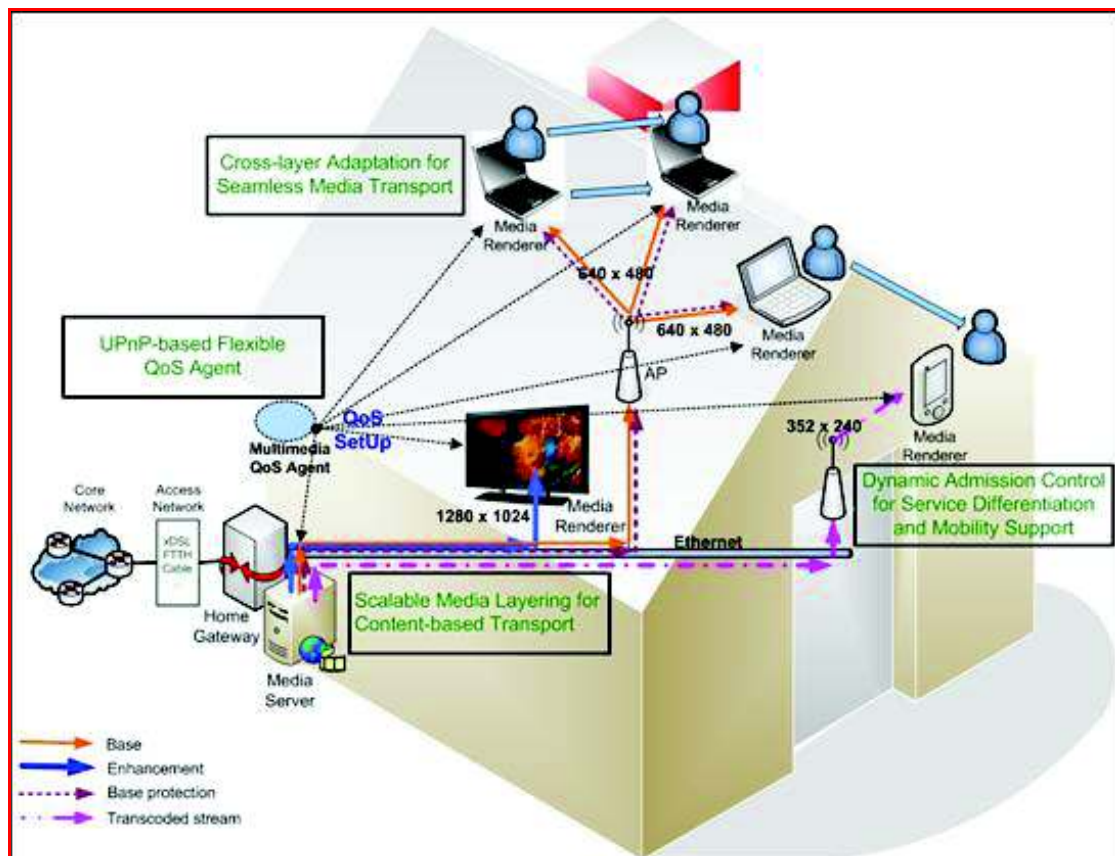 Cross-layer Adaptation for
Seamless Media Transport
Media
Renderer
Media
Renderer
640 x 480
640 x 480
Media
Renderer
UPnP-based Flexible
QoS Agent
AP
QoS
SetUp
Multimedia
QoS Agent
352 x 240
Media
Renderer
Dynamic Admission Control
for Service Differentiation
and Mobility Support
Core
Network
Access
Network
xDSL
FTTH
Cable
1280 x 1024
Media
Renderer
Ethernet
Home
Gateway
Scalable Media Layering for
Content-based Transport
Media
Server
Base
Enhancement
Base protection
Transcoded stream